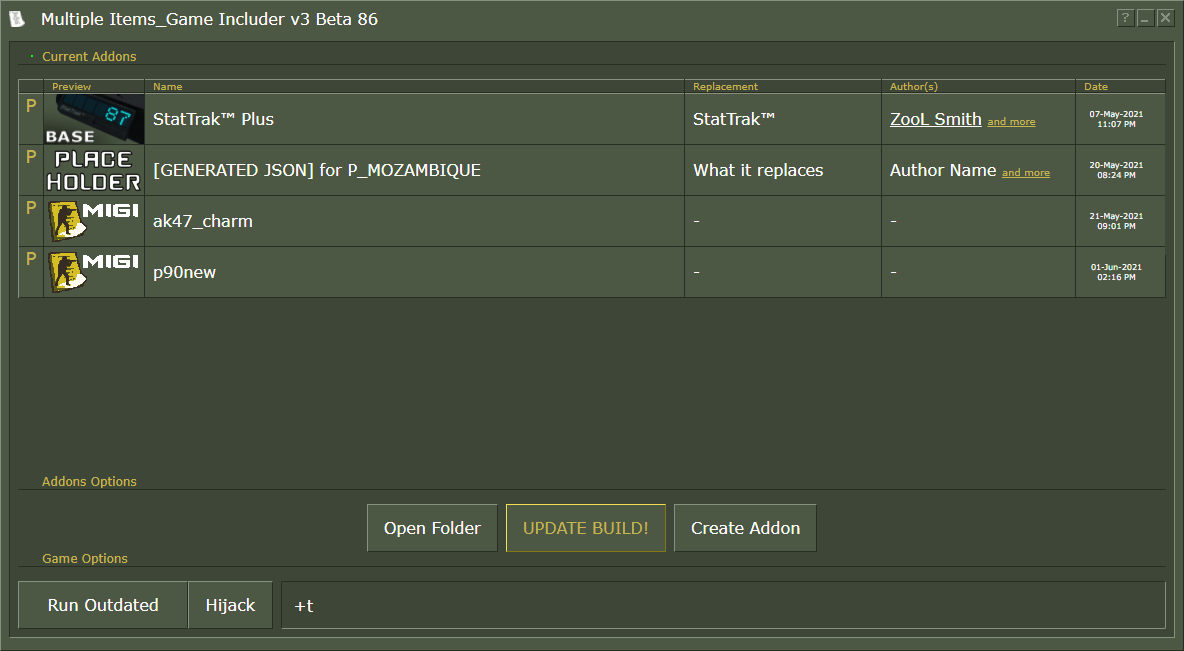 Multiple Items_Game Includer v3 Beta 86
?
Current Addons
Preview Name Replacement Author(s) Date
P 87 BASE StatTrak™ Plus StatTrak™ ZooL Smith and more 07-May-2021
11:07 PM
P PLACE HOLDER [GENERATED JSON] for P_MOZAMBIQUE What it replaces Author Name and more 20-May-2021
08:24 PM
P MIGI ak47_charm - - 21-May-2021
09:01 PM
P MIGI p90new - - 01-Jun-2021
02:16 PM
Addons Options
Open Folder UPDATE BUILD! Create Addon
Game Options
Run Outdated Hijack +t